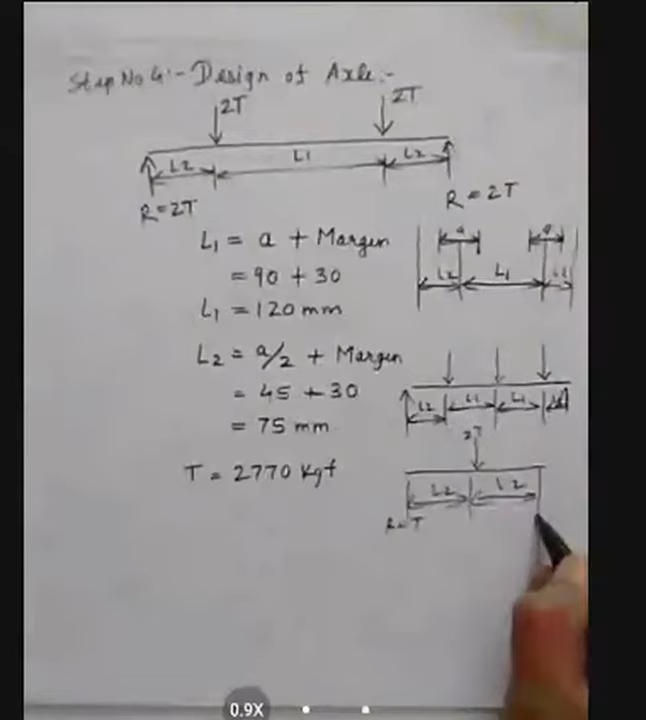 Step No 4:- Design of Axle:-
2T 2T
L2 L1 L2
R=2T R=2T
L1 = a + Margin
= 90 + 30
L1 = 120 mm
a a
L2 L1
L2 = a/2 + Margin
= 45 + 30
= 75 mm
L2 L1 L1
2T
L2 L2
T = 2770 kgf
R=T
0.9X